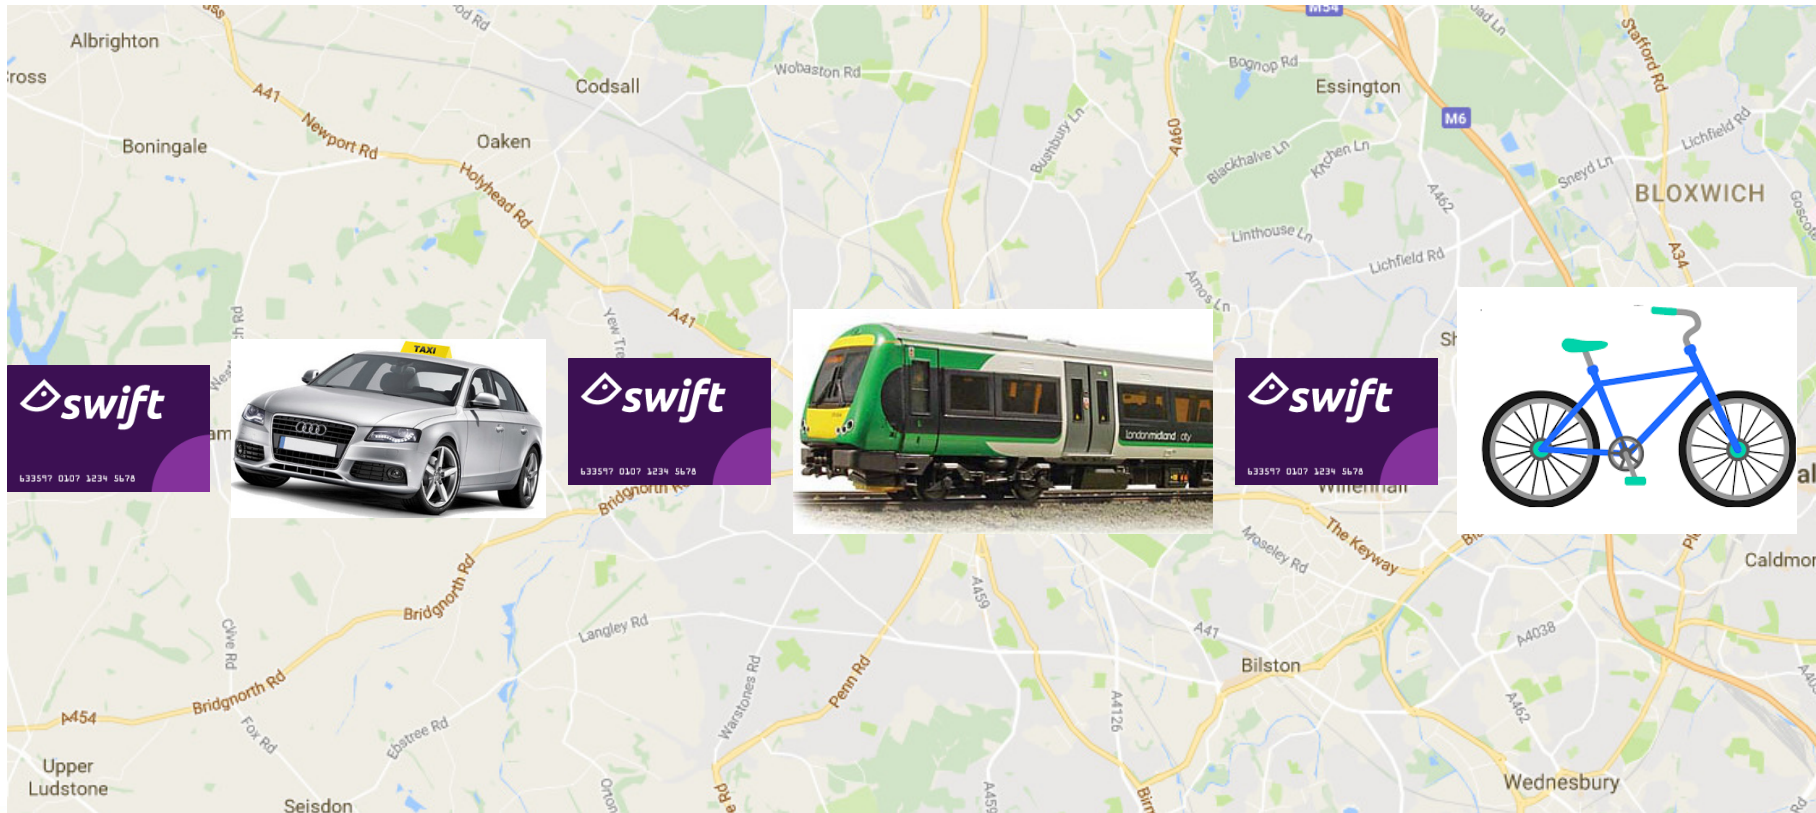 Albrighton
Codsall
Wobaston Rd
M54
Bognop Rd
Essington
Stafford Rd
A41
M6
Newport Rd
Boningale
Oaken
Holyhead Rd
Bushbury Ln
A460
Blackhalve Ln
Kitchen Ln
Sneyd Ln
Lichfield Rd
A462
BLOXWICH
Linthouse Ln
Lichfield Rd
A34
Amos Ln
A41
TAXI
swift
633597 0107 1234 5678
swift
633597 0107 1234 5678
Londonmidland city
swift
633597 0107 1234 5678
Bridgnorth Rd
Willenhall
The Keyway
Moseley Rd
Bridgnorth Rd
A459
Clive Rd
Langley Rd
A41
A4038
Bilston
Penn Rd
Warstones Rd
Bridgnorth Rd
A454
Fox Rd
Ebstree Rd
A4126
A462
Upper
Ludstone
Seisdon
A459
Wednesbury
Rd